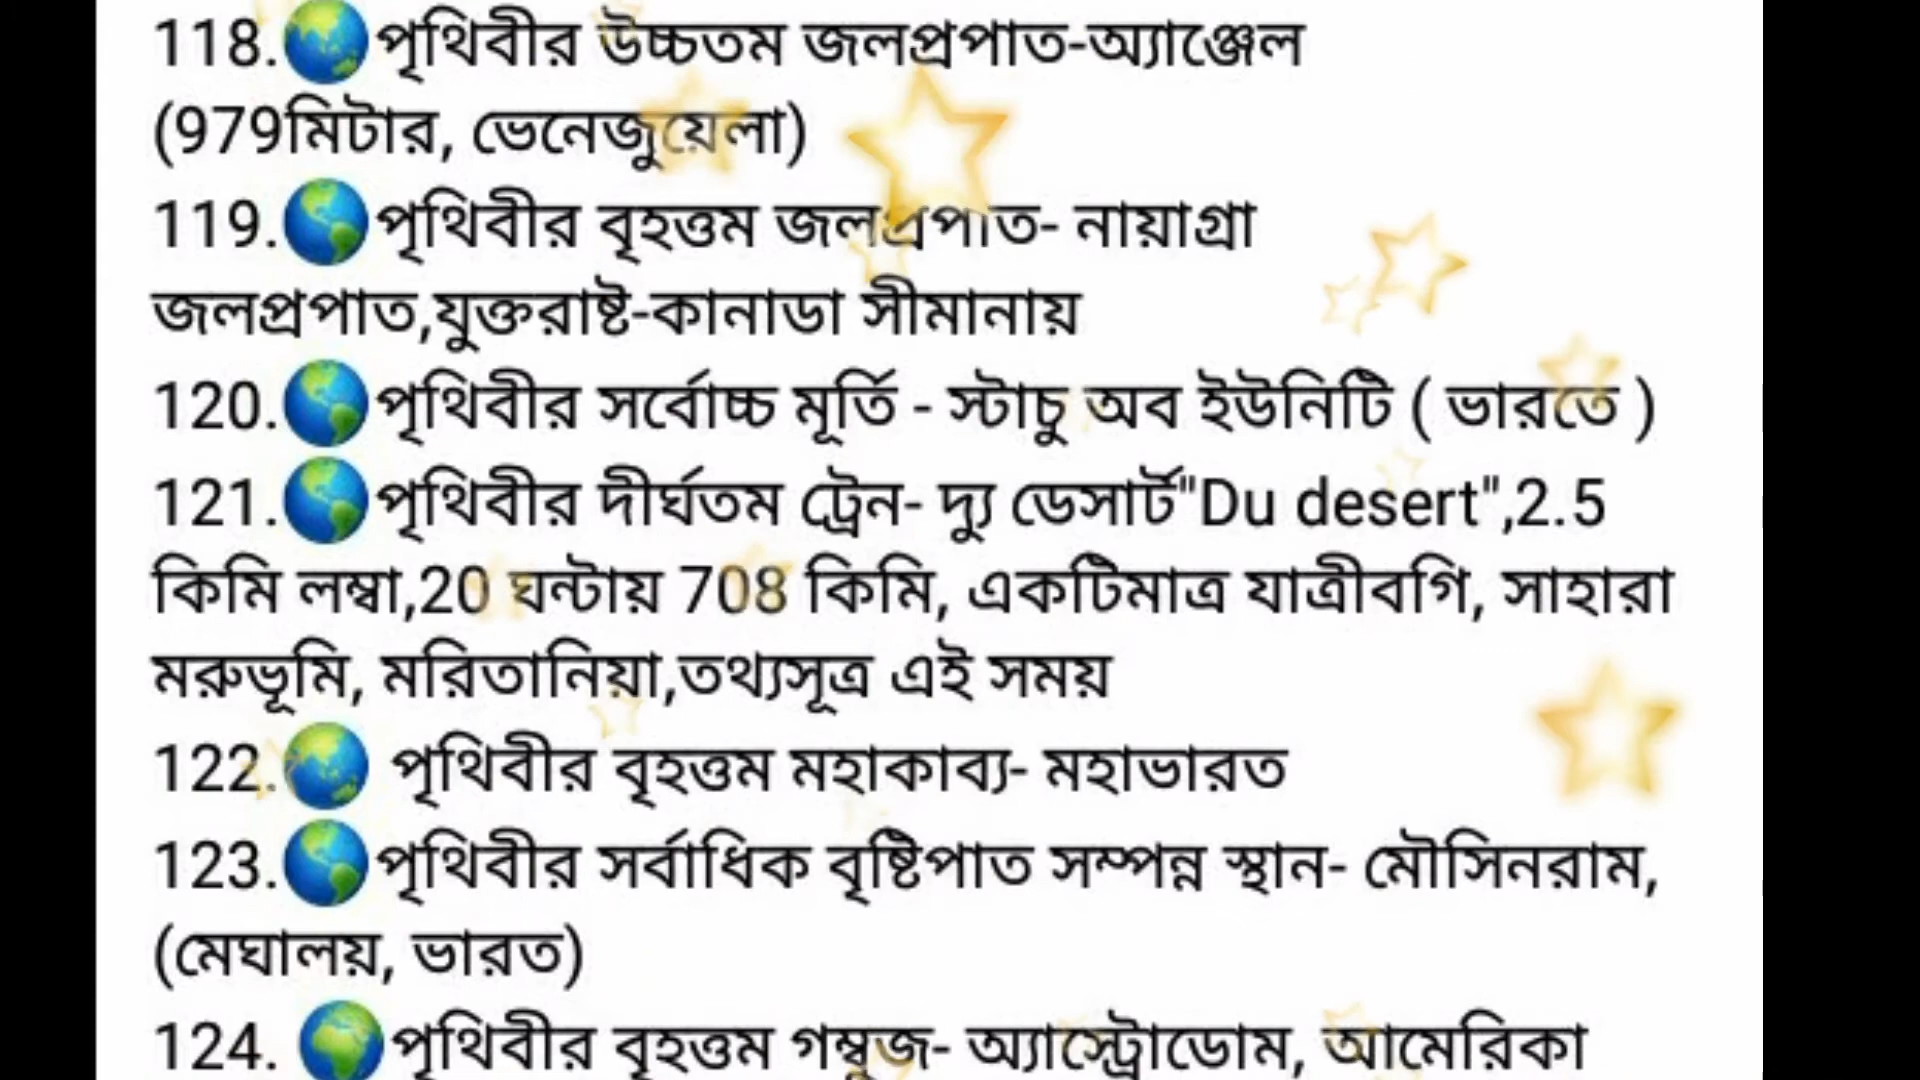 118.🌏পৃথিবীর উচ্চতম জলপ্রপাত-অ্যাঞ্জেল
(979মিটার, ভেনেজুয়েলা)
119.🌎পৃথিবীর বৃহত্তম জলপ্রপাত- নায়াগ্রা
জলপ্রপাত,যুক্তরাষ্ট-কানাডা সীমানায়
120.🌎পৃথিবীর সর্বোচ্চ মূর্তি - স্টাচু অব ইউনিটি ( ভারতে )
121.🌎পৃথিবীর দীর্ঘতম ট্রেন- দ্যু ডেসার্ট"Du desert",2.5
কিমি লম্বা,20 ঘন্টায় 708 কিমি, একটিমাত্র যাত্রীবগি, সাহারা
মরুভূমি, মরিতানিয়া,তথ্যসূত্র এই সময়
122.🌏 পৃথিবীর বৃহত্তম মহাকাব্য- মহাভারত
123.🌎পৃথিবীর সর্বাধিক বৃষ্টিপাত সম্পন্ন স্থান- মৌসিনরাম,
(মেঘালয়, ভারত)
124. 🌍পৃথিবীর বৃহত্তম গম্বুজ- অ্যাস্ট্রোডোম, আমেরিকা